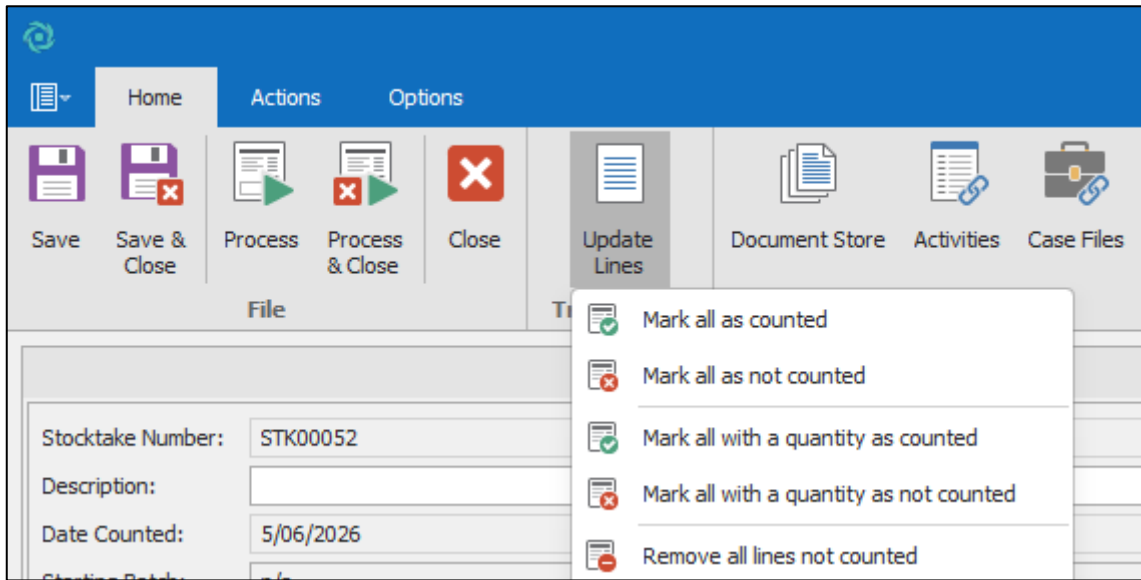 Home Actions Options
Save Save & Close Process Process & Close Close Update Lines Document Store Activities Case Files
File
Mark all as counted
Mark all as not counted
Stocktake Number: STK00052 Mark all with a quantity as counted
Description: Mark all with a quantity as not counted
Date Counted: 5/06/2026
Remove all lines not counted